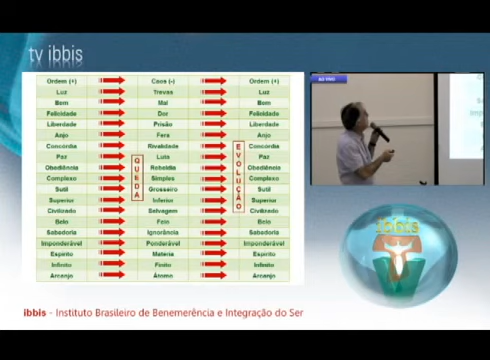 tv ibbis
Ordem (+) Caos (-) Ordem (+)
Luz Trevas Luz
Bem Mal Bem
Felicidade Dor Felicidade
Liberdade Prisão Liberdade
Anjo Fera Anjo
Concórdia Rivalidade Concórdia
Paz Luta Paz
Obediência Rebeldia Obediência
Complexo Simples Complexo
Sutil Grosseiro Sutil
Superior Inferior Superior
Civilizado Selvagem Civilizado
Belo Feio Belo
Sabedoria Ignorância Sabedoria
Imponderável Ponderável Imponderável
Espírito Matéria Espírito
Infinito Finito Infinito
Arcanjo Átomo Arcanjo
QUEDA
EVOLUÇÃO
AO VIVO
ibbis
ibbis - Instituto Brasileiro de Benemerência e Integração do Ser